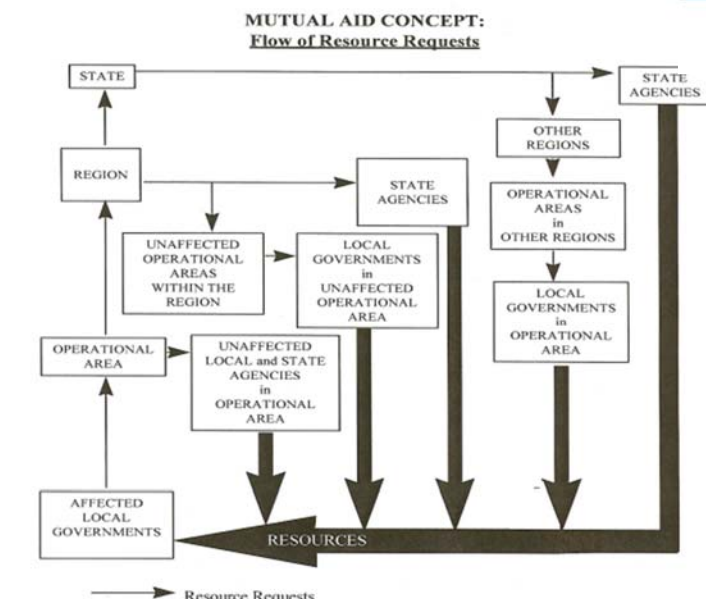 MUTUAL AID CONCEPT:
Flow of Resource Requests
STATE
STATE
AGENCIES
OTHER
REGIONS
REGION
STATE
AGENCIES
OPERATIONAL
AREAS
in
OTHER REGIONS
UNAFFECTED
OPERATIONAL
AREAS
WITHIN THE
REGION
LOCAL
GOVERNMENTS
in
UNAFFECTED
OPERATIONAL
AREA
LOCAL
GOVERNMENTS
in
OPERATIONAL
AREA
OPERATIONAL
AREA
UNAFFECTED
LOCAL and STATE
AGENCIES
in
OPERATIONAL
AREA
AFFECTED
LOCAL
GOVERNMENTS
RESOURCES
Resource Requests